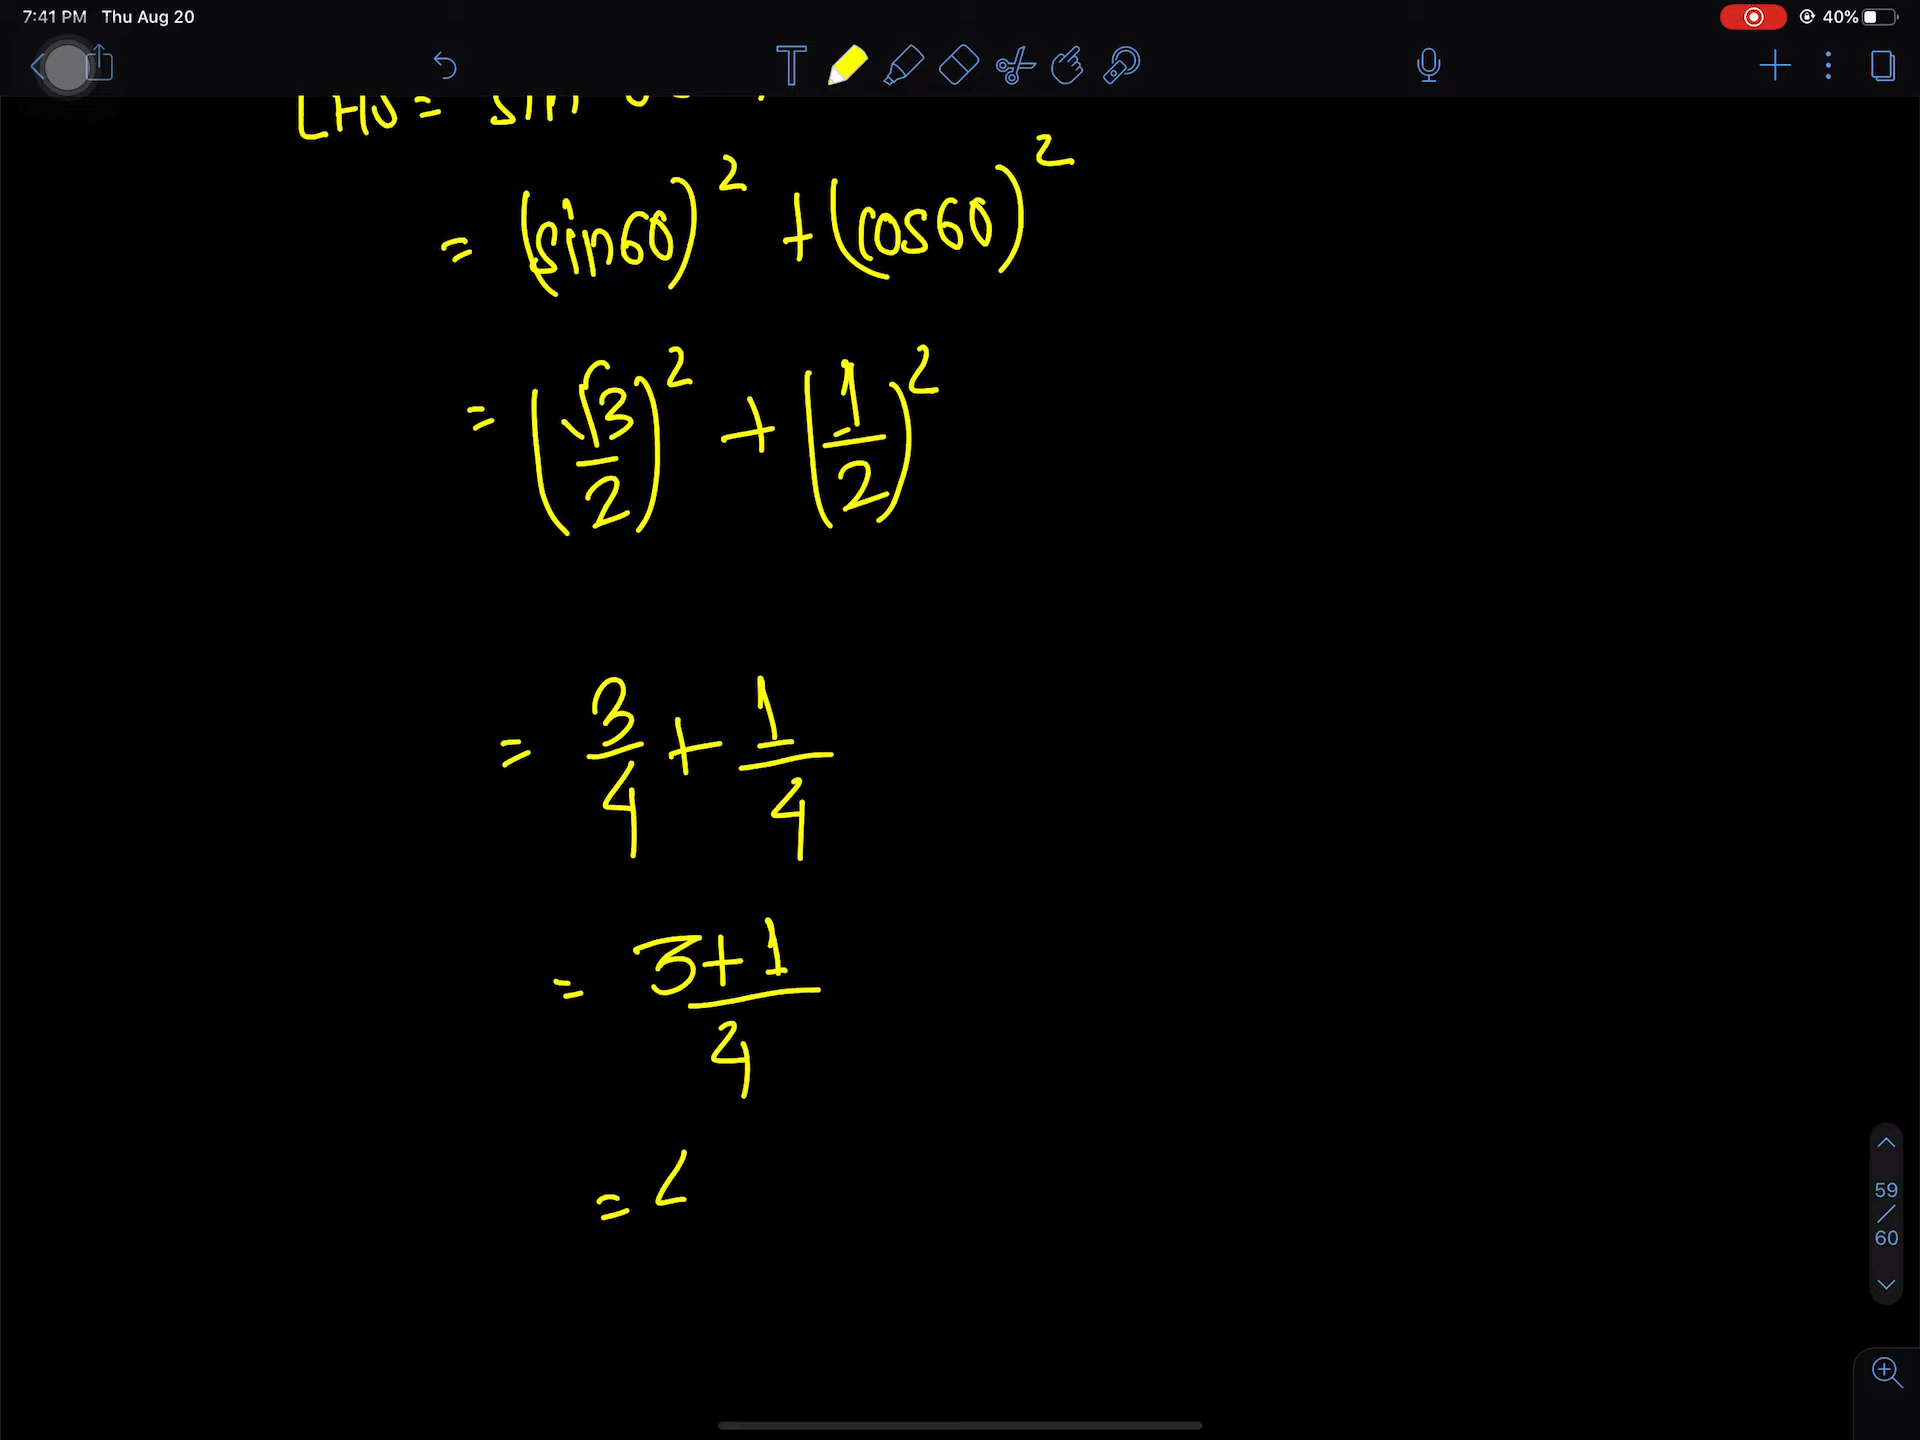 7:41 PM Thu Aug 20
40%
LHS = sin
= (sin60)² + (cos60)²
= (√3/2)² + (1/2)²
= 3/4 + 1/4
= 3+1/4
=
59
/
60